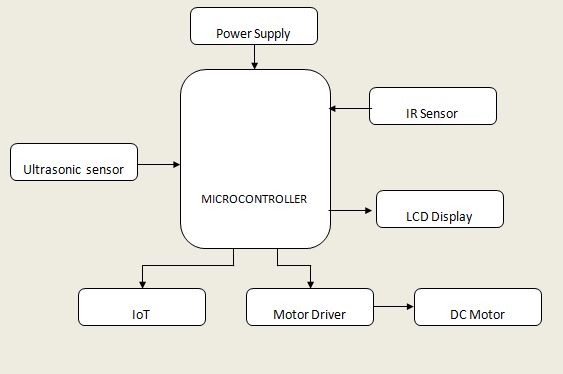 Power Supply
IR Sensor
Ultrasonic sensor
MICROCONTROLLER
LCD Display
IoT
Motor Driver
DC Motor